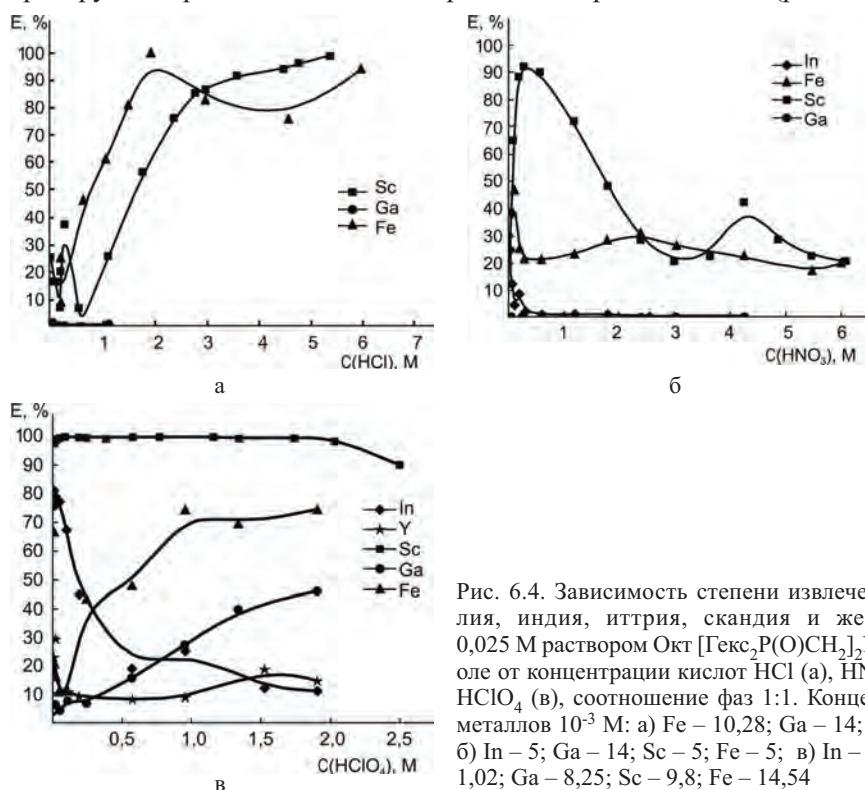 E, %
100
90
80
70
60
50
40
30
20
10
Sc
Ga
Fe
1 2 3 4 5 6 7
C(HCl), M
а
E, %
100
90
80
70
60
50
40
30
20
10
In
Fe
Sc
Ga
1 2 3 4 5 6
C(HNO₃), M
б
E, %
100
90
80
70
60
50
40
30
20
10
In
Y
Sc
Ga
Fe
0,5 1,0 1,5 2,0 2,5
C(HClO₄), M
в
Рис. 6.4. Зависимость степени извлече
лия, индия, иттрия, скандия и же
0,025 М раствором Окт [Гекс₂P(O)CH₂]₂
оле от концентрации кислот HCl (а), HN
HClO₄ (в), соотношение фаз 1:1. Конце
металлов 10⁻³ М: а) Fe – 10,28; Ga – 14;
б) In – 5; Ga – 14; Sc – 5; Fe – 5; в) In –
1,02; Ga – 8,25; Sc – 9,8; Fe – 14,54